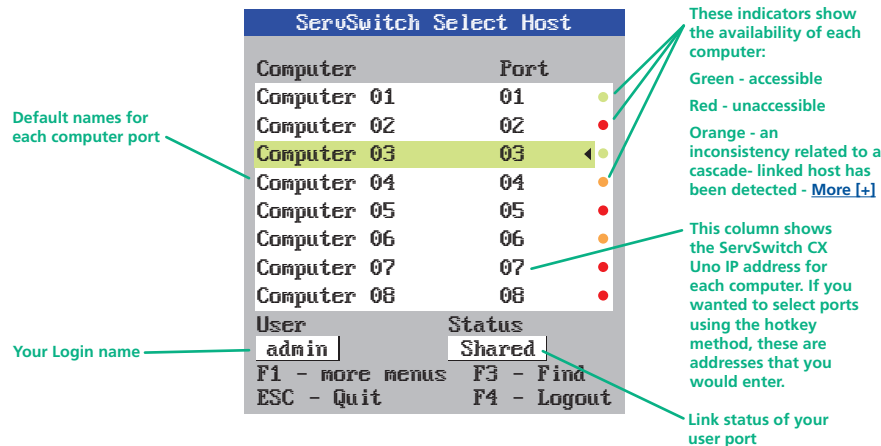 ServSwitch Select Host
Computer Port
Computer 01 01
Computer 02 02
Computer 03 03
Computer 04 04
Computer 05 05
Computer 06 06
Computer 07 07
Computer 08 08
User Status
admin Shared
F1 - more menus F3 - Find
ESC - Quit F4 - Logout
Default names for
each computer port
Your Login name
These indicators show
the availability of each
computer:
Green - accessible
Red - unaccessible
Orange - an
inconsistency related to a
cascade- linked host has
been detected - More [+]
This column shows
the ServSwitch CX
Uno IP address for
each computer. If you
wanted to select ports
using the hotkey
method, these are
addresses that you
would enter.
Link status of your
user port